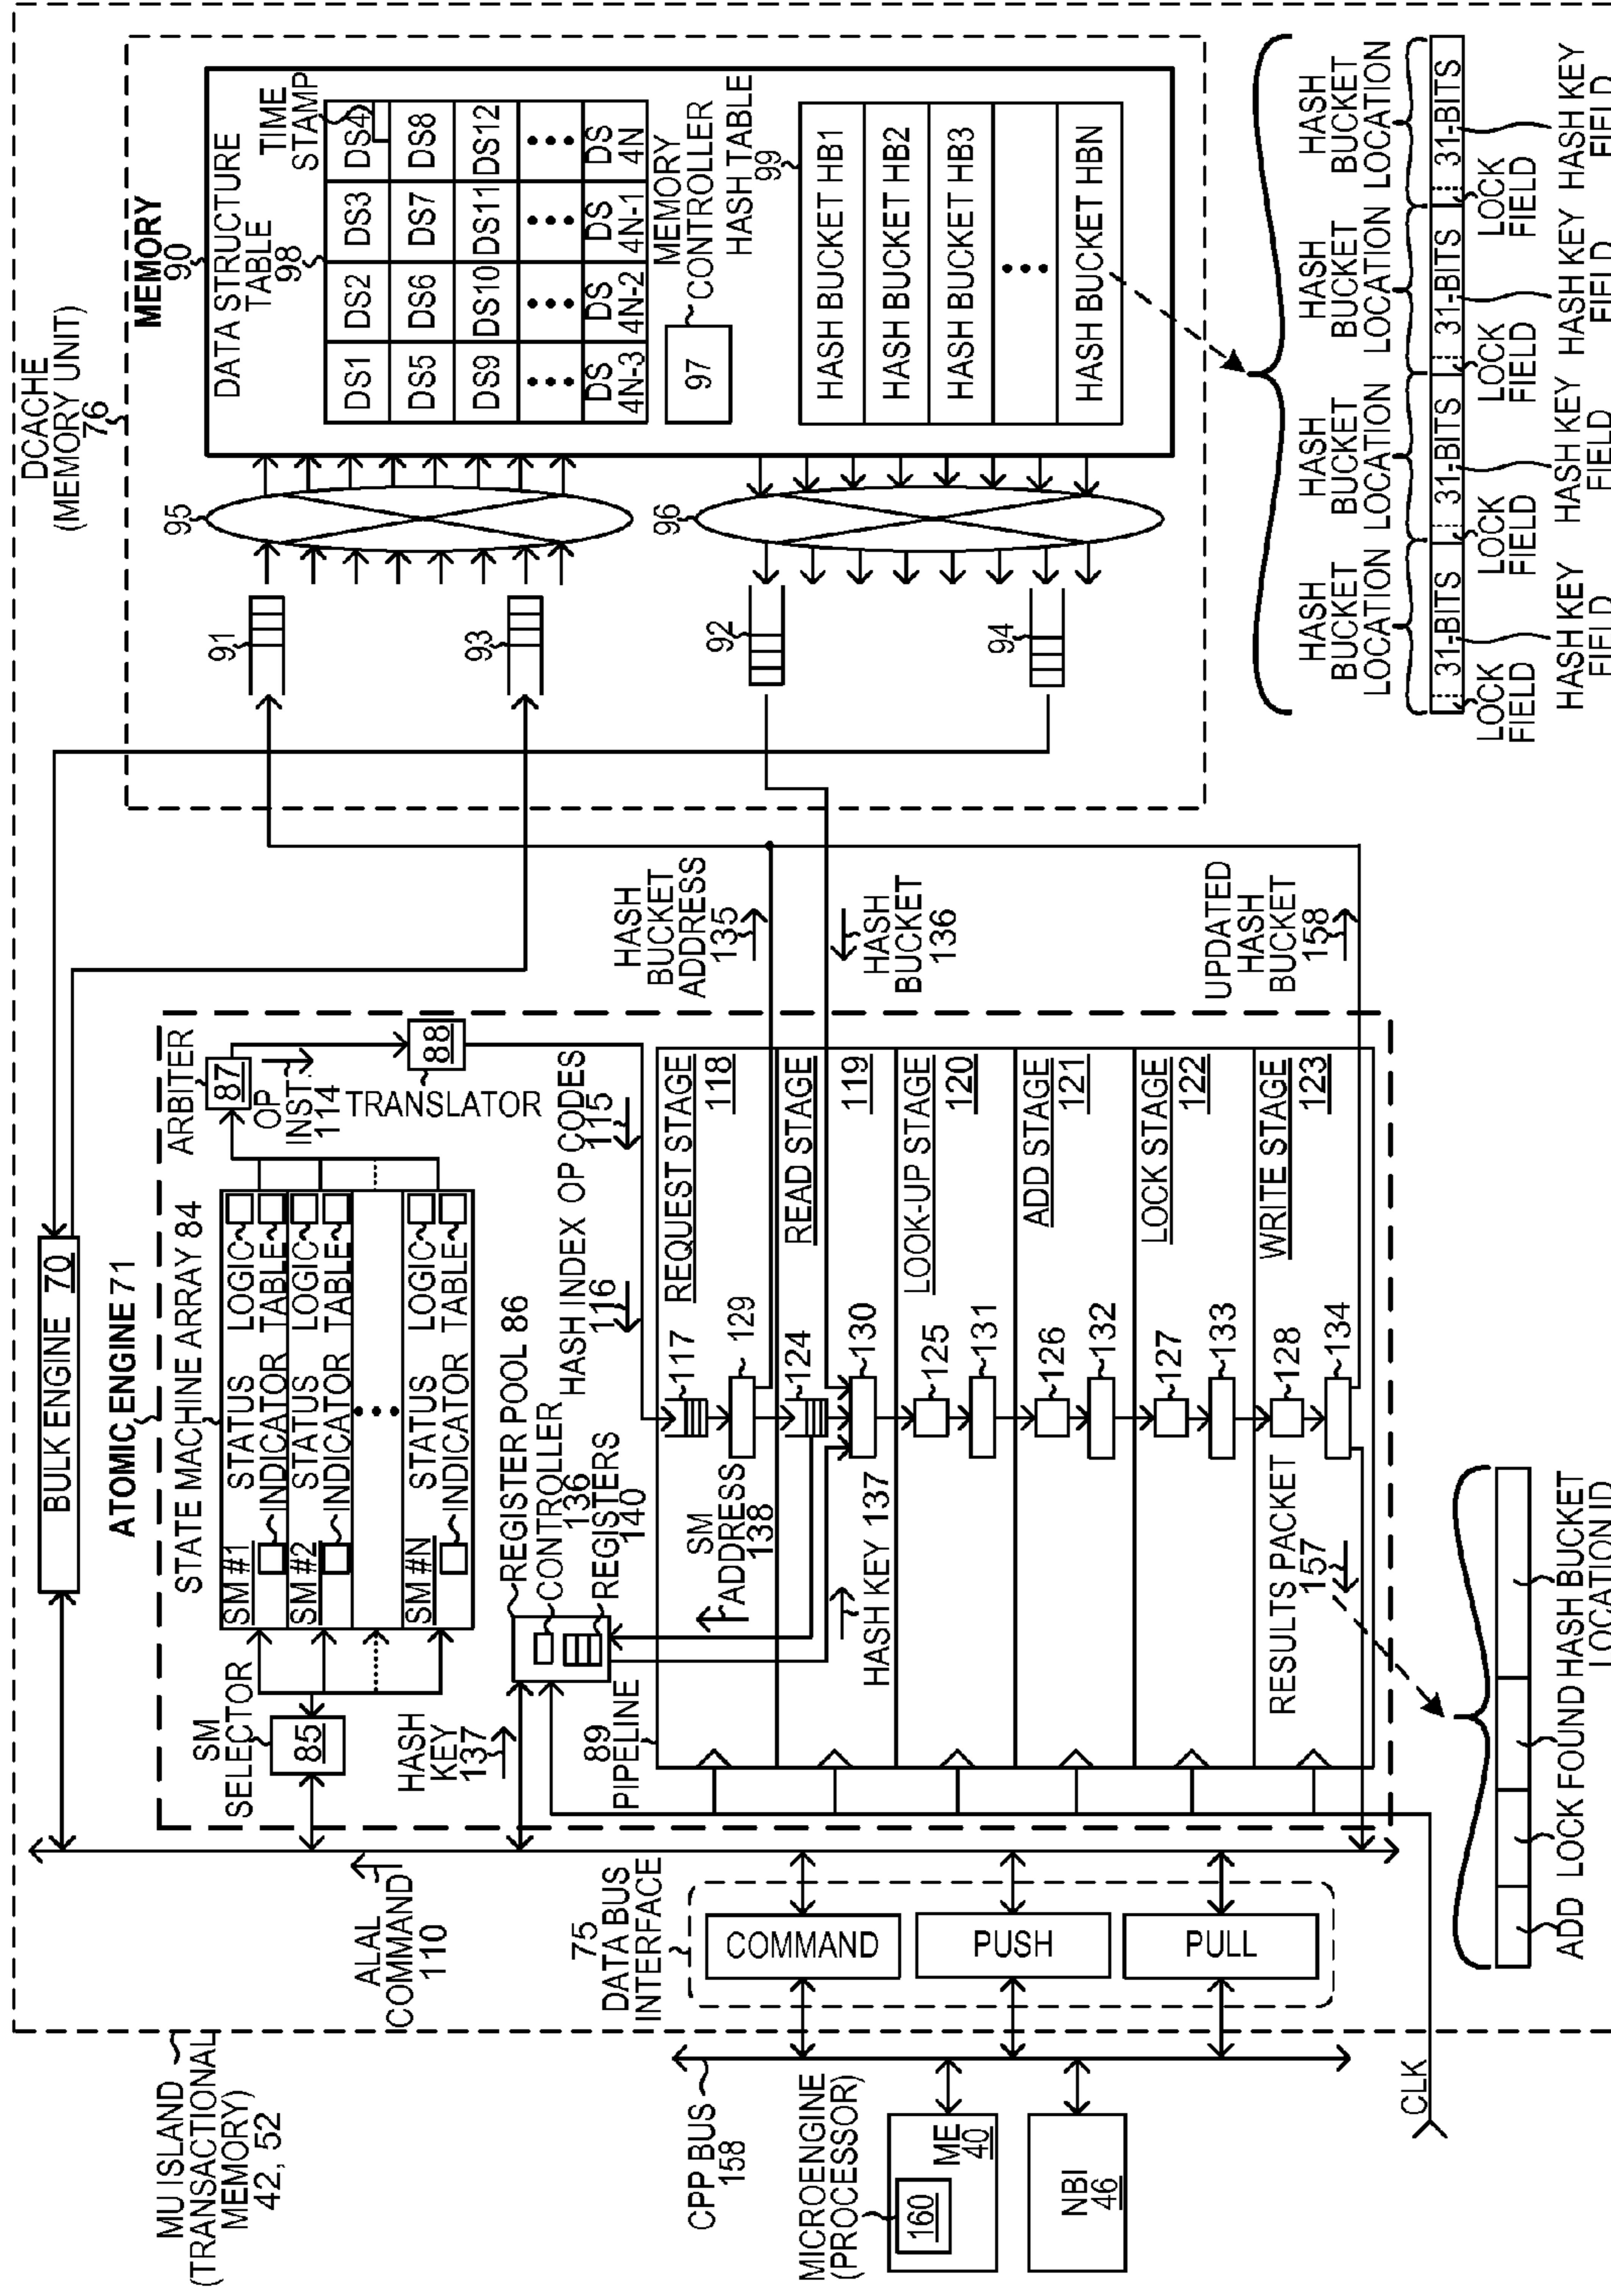 MU ISLAND
(TRANSACTIONAL
MEMORY)
42, 52
CPP BUS
158
MICROENGINE
(PROCESSOR)
160
ME
40
NBI
46
CLK
ALAL
COMMAND
110
75
DATA BUS
INTERFACE
COMMAND
PUSH
PULL
BULK ENGINE 70
ATOMIC ENGINE 71
STATE MACHINE ARRAY 84
SM
SELECTOR
85
SM #1
STATUS
INDICATOR
LOGIC
TABLE
SM #2
STATUS
INDICATOR
LOGIC
TABLE
SM #N
STATUS
INDICATOR
LOGIC
TABLE
ARBITER
87
OP
INST.
114
88
TRANSLATOR
HASH
KEY
137
REGISTER POOL 86
CONTROLLER
136
REGISTERS
140
HASH INDEX
116
OP CODES
115
89
PIPELINE
REQUEST STAGE
118
117
129
READ STAGE
119
124
130
SM
ADDRESS
138
HASH KEY 137
LOOK-UP STAGE
120
125
131
ADD STAGE
121
126
132
LOCK STAGE
122
127
133
WRITE STAGE
123
128
134
RESULTS PACKET
157
ADD
LOCK
FOUND
HASH BUCKET
LOCATION ID
HASH
BUCKET
ADDRESS
135
HASH
BUCKET
136
UPDATED
HASH
BUCKET
158
DCACHE
(MEMORY UNIT)
76
MEMORY
90
91
93
92
94
95
96
DATA STRUCTURE
TABLE
98
TIME
STAMP
DS1 DS2 DS3 DS4
DS5 DS6 DS7 DS8
DS9 DS10 DS11 DS12
DS DS DS DS
4N-3 4N-2 4N-1 4N
97
MEMORY
CONTROLLER
HASH TABLE
99
HASH BUCKET HB1
HASH BUCKET HB2
HASH BUCKET HB3
HASH BUCKET HBN
HASH HASH HASH HASH
BUCKET BUCKET BUCKET BUCKET
LOCATION LOCATION LOCATION LOCATION
31-BITS 31-BITS 31-BITS 31-BITS
LOCK LOCK LOCK LOCK
FIELD FIELD FIELD FIELD
HASH KEY HASH KEY HASH KEY HASH KEY
FIELD FIELD FIELD FIELD